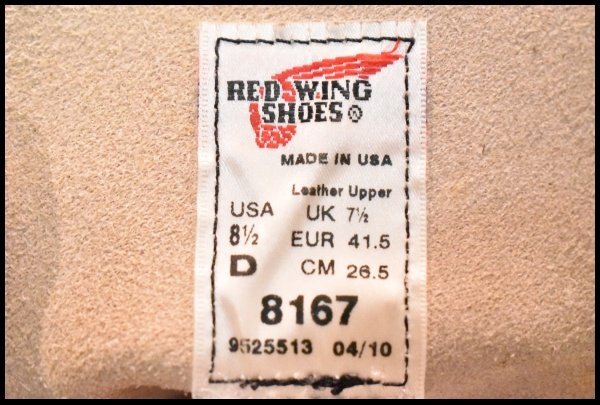 RED WING
SHOES ®
MADE IN USA
Leather Upper
USA UK 7½
8½ EUR 41.5
D CM 26.5
8167
9525513 04/10